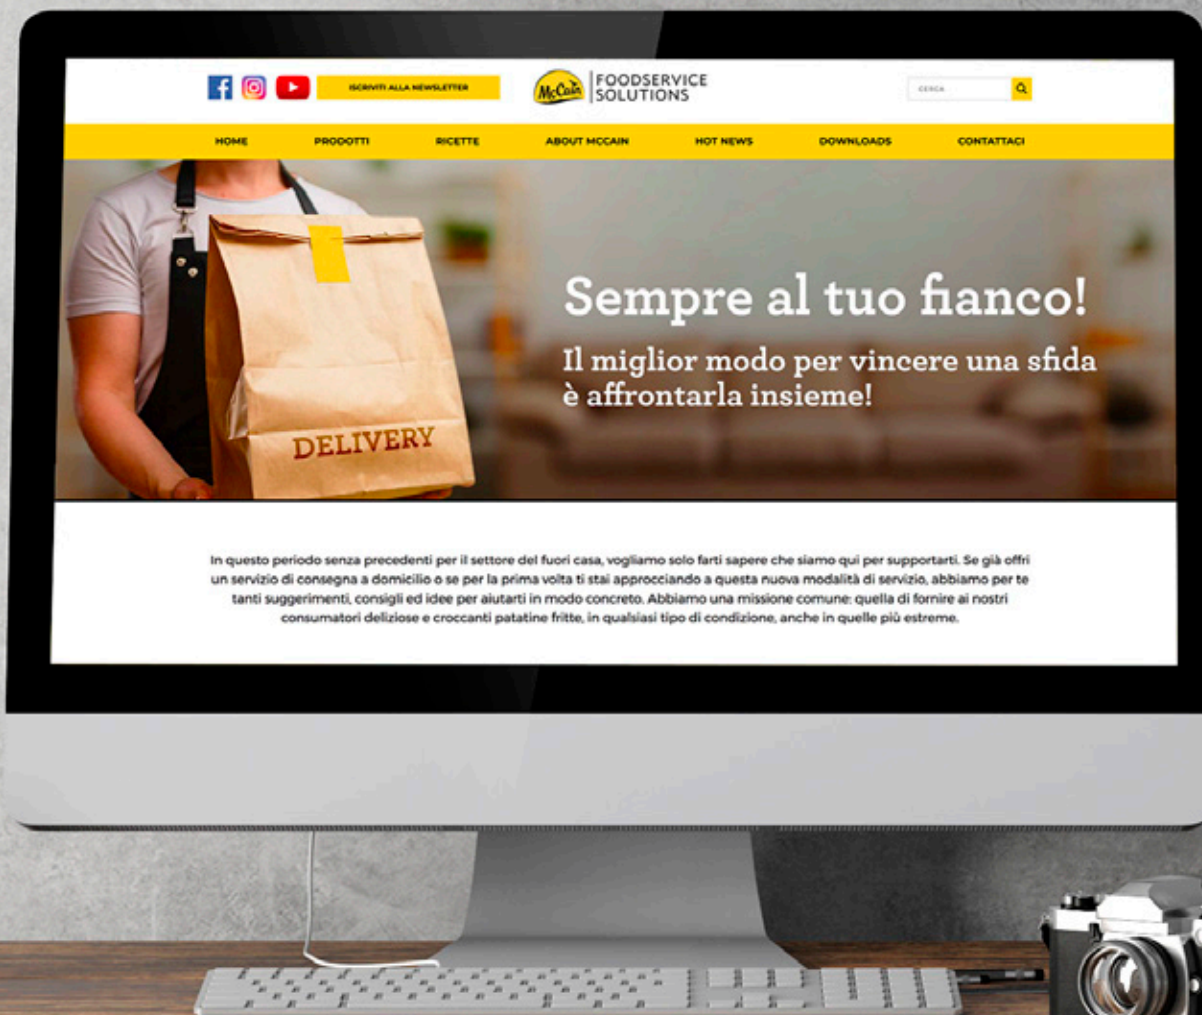 ISCRIVITI ALLA NEWSLETTER
McCain
FOODSERVICE
SOLUTIONS
CERCA
HOME PRODOTTI RICETTE ABOUT MCCAIN HOT NEWS DOWNLOADS CONTATTACI
Sempre al tuo fianco!
Il miglior modo per vincere una sfida
è affrontarla insieme!
DELIVERY
In questo periodo senza precedenti per il settore del fuori casa, vogliamo solo farti sapere che siamo qui per supportarti. Se già offri
un servizio di consegna a domicilio o se per la prima volta ti stai approcciando a questa nuova modalità di servizio, abbiamo per te
tanti suggerimenti, consigli ed idee per aiutarti in modo concreto. Abbiamo una missione comune: quella di fornire ai nostri
consumatori deliziose e croccanti patatine fritte, in qualsiasi tipo di condizione, anche in quelle più estreme.